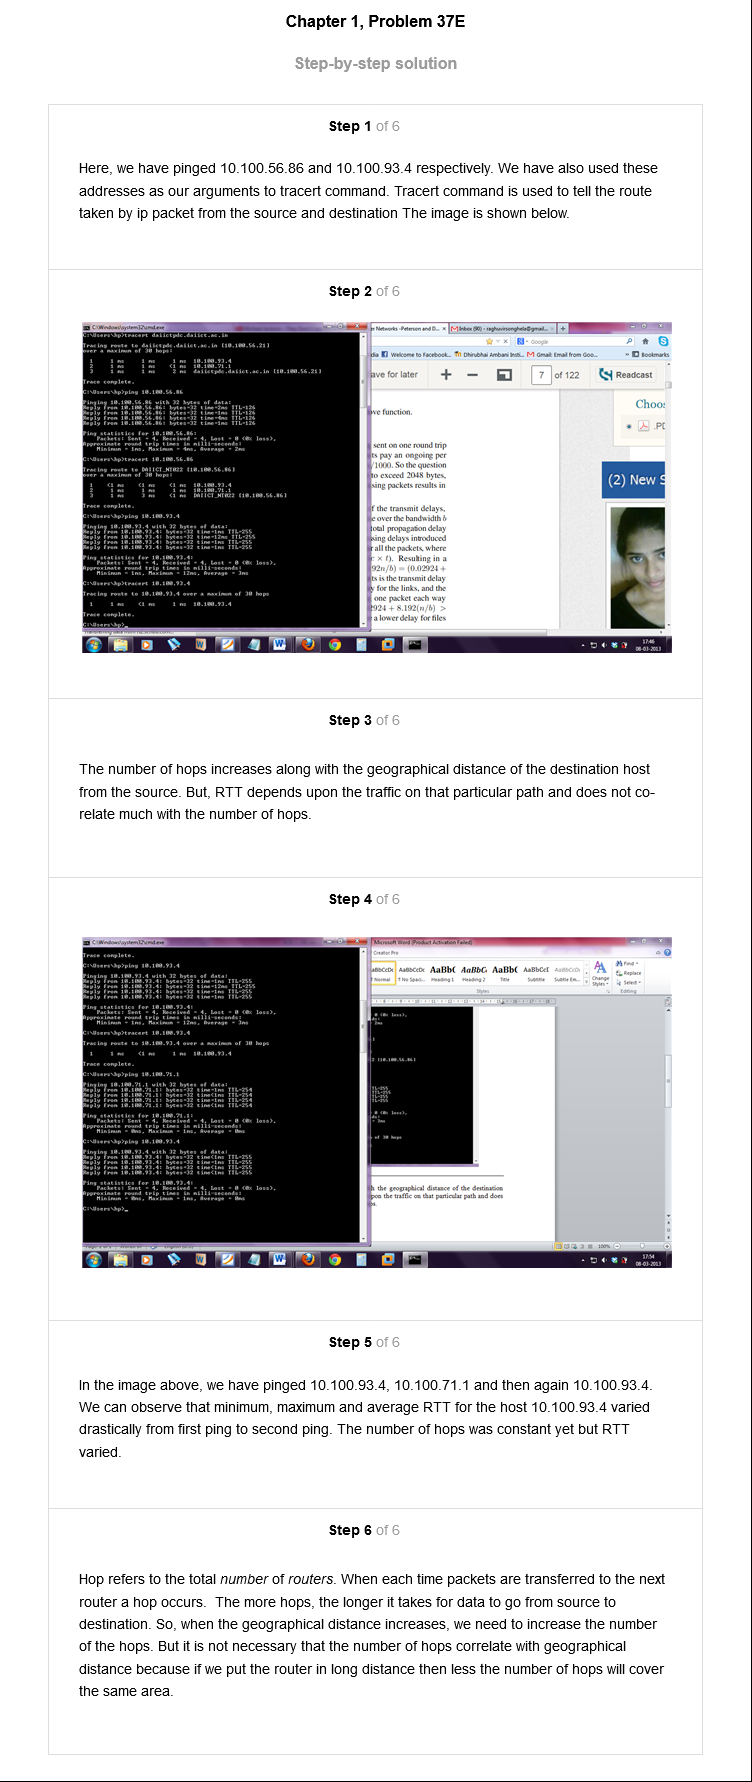 Chapter 1, Problem 37E
Step-by-step solution
Step 1 of 6
Here, we have pinged 10.100.56.86 and 10.100.93.4 respectively. We have also used these
addresses as our arguments to tracert command. Tracert command is used to tell the route
taken by ip packet from the source and destination The image is shown below.
Step 2 of 6
C:\Windows\system32\cmd.exe
C:\Users\hp>tracert daiictpdc.daiict.ac.in
Tracing route to daiictpdc.daiict.ac.in [10.100.56.21]
over a maximum of 30 hops:
1 1 ms 1 ms 1 ms 10.100.93.4
2 1 ms 1 ms <1 ms 10.100.71.1
3 1 ms 1 ms 2 ms daiictpdc.daiict.ac.in [10.100.56.21]
Trace complete.
C:\Users\hp>ping 10.100.56.86
Pinging 10.100.56.86 with 32 bytes of data:
Reply from 10.100.56.86: bytes=32 time=2ms TTL=126
Reply from 10.100.56.86: bytes=32 time=1ms TTL=126
Reply from 10.100.56.86: bytes=32 time=4ms TTL=126
Reply from 10.100.56.86: bytes=32 time=1ms TTL=126
Ping statistics for 10.100.56.86:
Packets: Sent = 4, Received = 4, Lost = 0 (0% loss),
Approximate round trip times in milli-seconds:
Minimum = 1ms, Maximum = 4ms, Average = 2ms
C:\Users\hp>tracert 10.100.56.86
Tracing route to DAIICT_NT022 [10.100.56.86]
over a maximum of 30 hops:
1 <1 ms <1 ms <1 ms 10.100.93.4
2 1 ms <1 ms 1 ms 10.100.71.1
3 1 ms 3 ms <1 ms DAIICT_NT022 [10.100.56.86]
Trace complete.
C:\Users\hp>ping 10.100.93.4
Pinging 10.100.93.4 with 32 bytes of data:
Reply from 10.100.93.4: bytes=32 time=1ms TTL=255
Reply from 10.100.93.4: bytes=32 time=12ms TTL=255
Reply from 10.100.93.4: bytes=32 time=1ms TTL=255
Reply from 10.100.93.4: bytes=32 time=1ms TTL=255
Ping statistics for 10.100.93.4:
Packets: Sent = 4, Received = 4, Lost = 0 (0% loss),
Approximate round trip times in milli-seconds:
Minimum = 1ms, Maximum = 12ms, Average = 3ms
C:\Users\hp>tracert 10.100.93.4
Tracing route to 10.100.93.4 over a maximum of 30 hops
1 1 ms <1 ms 1 ms 10.100.93.4
Trace complete.
C:\Users\hp>_
er Networks -Peterson and D...
Inbox (90) - raghuvirsonghela@gmail...
Google
dia Welcome to Facebook... Dhirubhai Ambani Insti... Gmail: Email from Goo... Bookmarks
ave for later 7 of 122 Readcast
ve function.
sent on one round trip
ts pay an ongoing per
/1000. So the question
to exceed 2048 bytes,
sing packets results in
f the transmit delays,
e over the bandwidth b
total propagation delay
sing delays introduced
r all the packets, where
c × t). Resulting in a
92n/b) = (0.02924 +
ts is the transmit delay
y for the links, and the
one packet each way
2924 + 8.192(n/b) >
e a lower delay for files
Choos
.PD
(2) New S
17:46
08-03-2013
Step 3 of 6
The number of hops increases along with the geographical distance of the destination host
from the source. But, RTT depends upon the traffic on that particular path and does not co-
relate much with the number of hops.
Step 4 of 6
C:\Windows\system32\cmd.exe
Trace complete.
C:\Users\hp>ping 10.100.93.4
Pinging 10.100.93.4 with 32 bytes of data:
Reply from 10.100.93.4: bytes=32 time=1ms TTL=255
Reply from 10.100.93.4: bytes=32 time=12ms TTL=255
Reply from 10.100.93.4: bytes=32 time=1ms TTL=255
Reply from 10.100.93.4: bytes=32 time=1ms TTL=255
Ping statistics for 10.100.93.4:
Packets: Sent = 4, Received = 4, Lost = 0 (0% loss),
Approximate round trip times in milli-seconds:
Minimum = 1ms, Maximum = 12ms, Average = 3ms
C:\Users\hp>tracert 10.100.93.4
Tracing route to 10.100.93.4 over a maximum of 30 hops
1 1 ms <1 ms 1 ms 10.100.93.4
Trace complete.
C:\Users\hp>ping 10.100.71.1
Pinging 10.100.71.1 with 32 bytes of data:
Reply from 10.100.71.1: bytes=32 time=1ms TTL=254
Reply from 10.100.71.1: bytes=32 time<1ms TTL=254
Reply from 10.100.71.1: bytes=32 time<1ms TTL=254
Reply from 10.100.71.1: bytes=32 time<1ms TTL=254
Ping statistics for 10.100.71.1:
Packets: Sent = 4, Received = 4, Lost = 0 (0% loss),
Approximate round trip times in milli-seconds:
Minimum = 0ms, Maximum = 1ms, Average = 0ms
C:\Users\hp>ping 10.100.93.4
Pinging 10.100.93.4 with 32 bytes of data:
Reply from 10.100.93.4: bytes=32 time=1ms TTL=255
Reply from 10.100.93.4: bytes=32 time<1ms TTL=255
Reply from 10.100.93.4: bytes=32 time<1ms TTL=255
Reply from 10.100.93.4: bytes=32 time<1ms TTL=255
Ping statistics for 10.100.93.4:
Packets: Sent = 4, Received = 4, Lost = 0 (0% loss),
Approximate round trip times in milli-seconds:
Minimum = 0ms, Maximum = 1ms, Average = 0ms
C:\Users\hp>_
Microsoft Word (Product Activation Failed)
Creator Pro
AaBbCcDc AaBbCcDc AaBb( AaBbC AaBb( AaBbCcI AaBbCcDc
Normal No Spaci... Heading 1 Heading 2 Title Subtitle Subtle Em...
Change Styles
Find
Replace
Select
Styles
Editing
0 (0% loss),
2ms
2 [10.100.56.86]
TTL=255
TTL=255
TTL=255
TTL=255
0 (0% loss),
= 3ms
of 30 hops
h the geographical distance of the destination
pon the traffic on that particular path and does
ps.
100%
17:54
08-03-2013
Step 5 of 6
In the image above, we have pinged 10.100.93.4, 10.100.71.1 and then again 10.100.93.4.
We can observe that minimum, maximum and average RTT for the host 10.100.93.4 varied
drastically from first ping to second ping. The number of hops was constant yet but RTT
varied.
Step 6 of 6
Hop refers to the total number of routers. When each time packets are transferred to the next
router a hop occurs. The more hops, the longer it takes for data to go from source to
destination. So, when the geographical distance increases, we need to increase the number
of the hops. But it is not necessary that the number of hops correlate with geographical
distance because if we put the router in long distance then less the number of hops will cover
the same area.